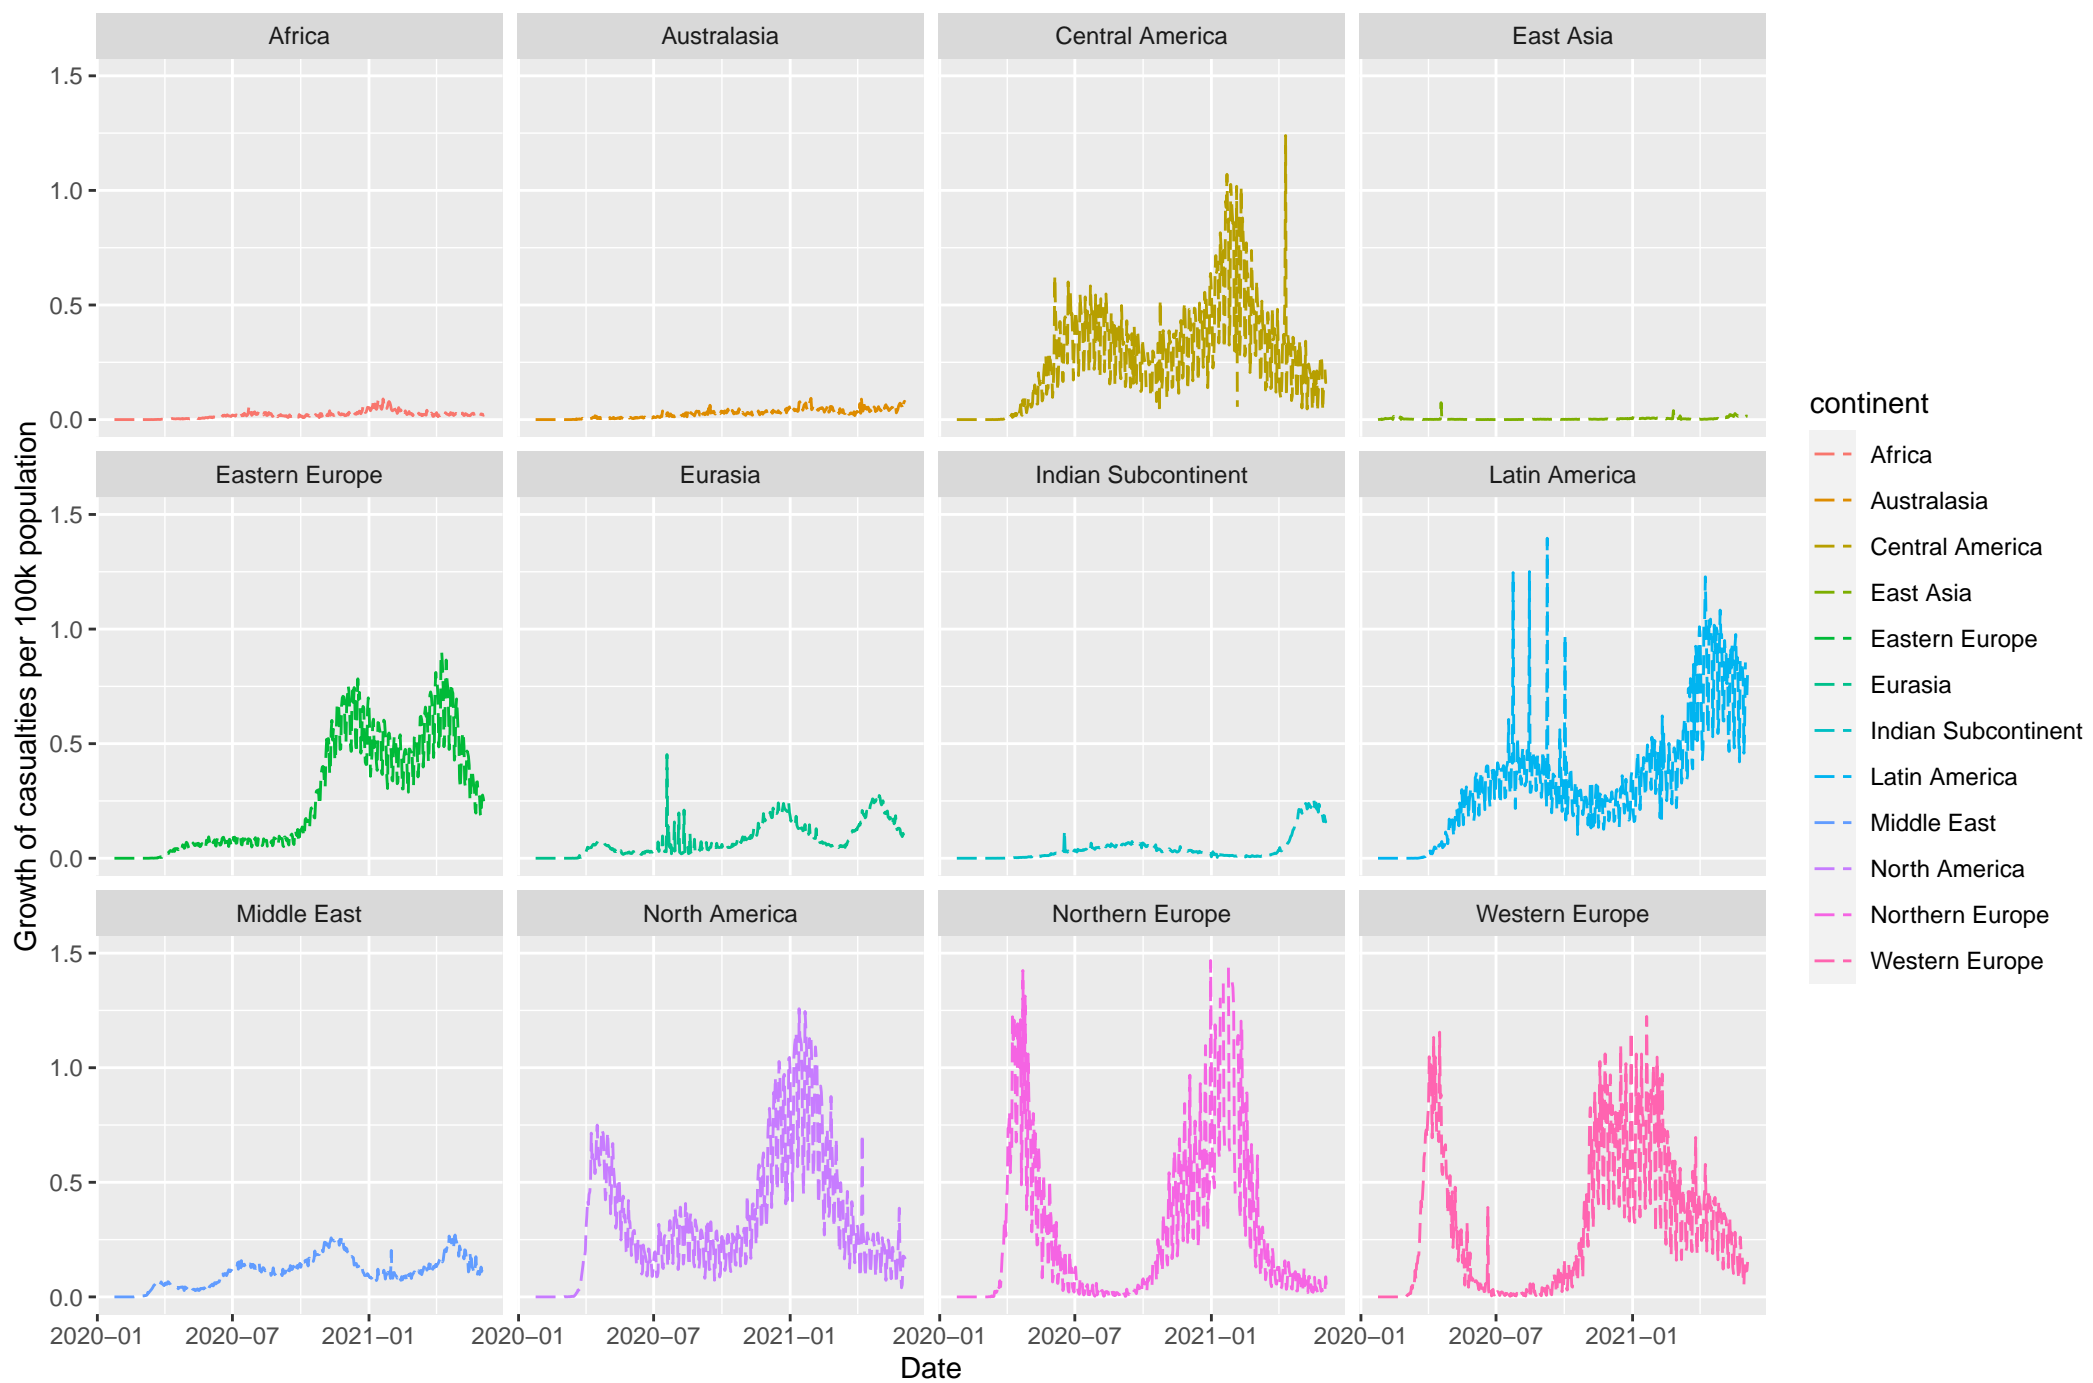 Africa
Australasia
Central America
East Asia
1.5
1.0
0.5
0.0
Eastern Europe
Eurasia
Indian Subcontinent
Latin America
1.5
1.0
0.5
0.0
Middle East
North America
Northern Europe
Western Europe
1.5
1.0
0.5
0.0
2020−01
2020−07
2021−01
2020−01
2020−07
2021−01
2020−01
2020−07
2021−01
2020−01
2020−07
2021−01
Date
Growth of casualties per 100k population
continent
Africa
Australasia
Central America
East Asia
Eastern Europe
Eurasia
Indian Subcontinent
Latin America
Middle East
North America
Northern Europe
Western Europe